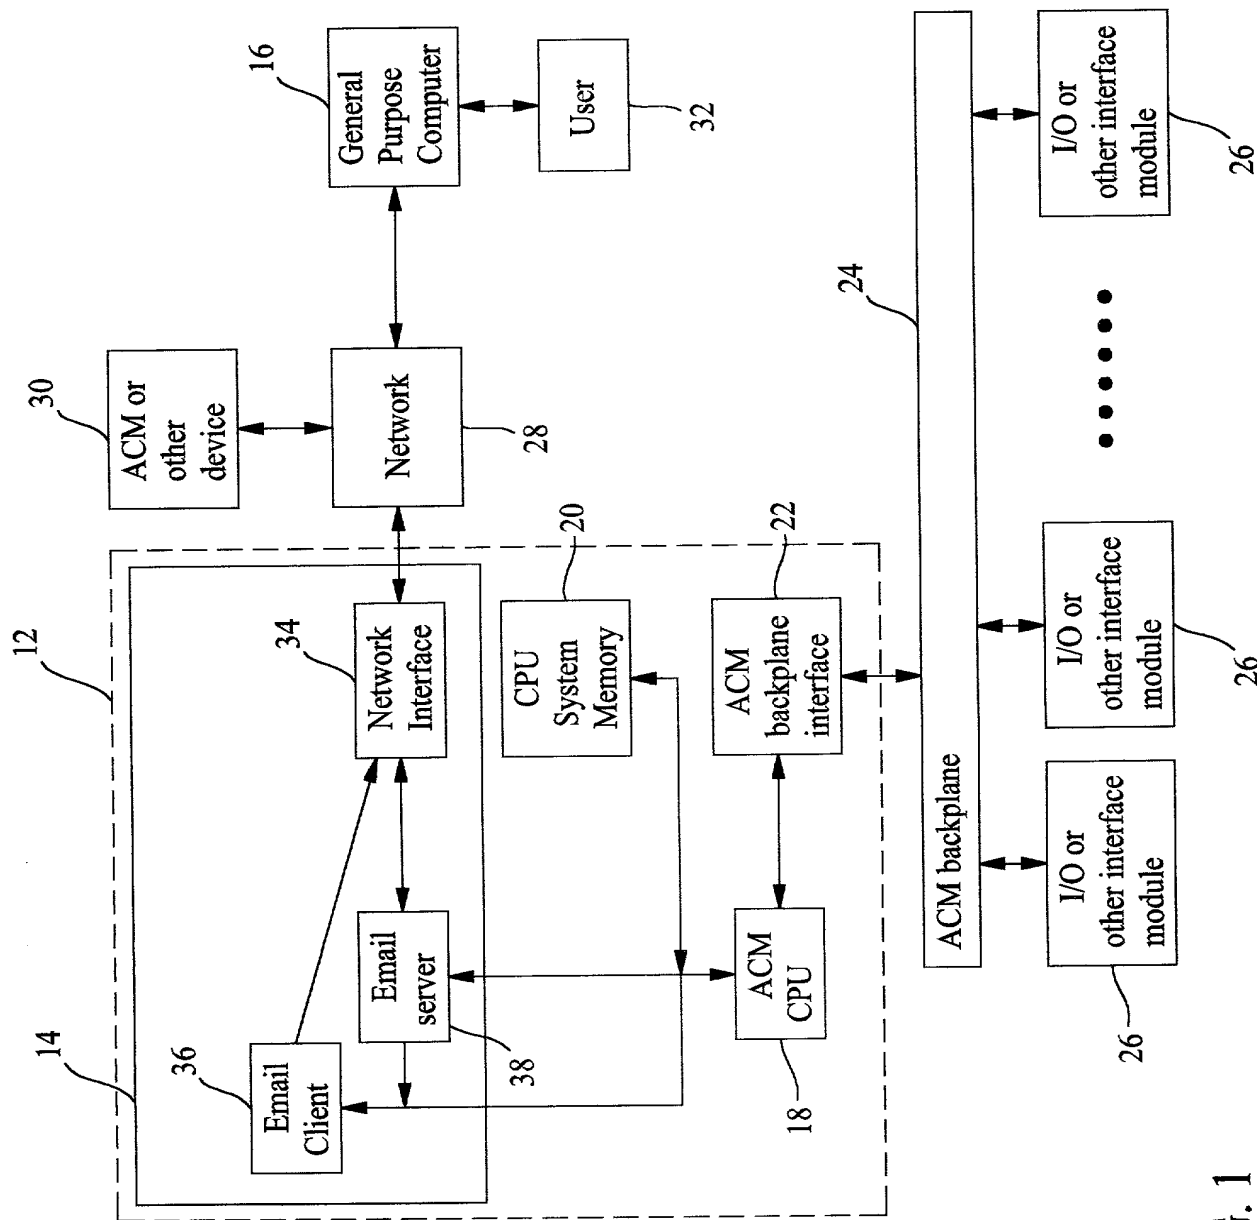 12
14
30
36
ACM or
other
device
Email
Client
34
16
Email
server
38
Network
Interface
Network
28
General
Purpose
Computer
20
CPU
System
Memory
User
32
ACM
CPU
18
22
ACM
backplane
interface
24
ACM backplane
I/O or
other interface
module
26
I/O or
other interface
module
26
I/O or
other interface
module
26
1